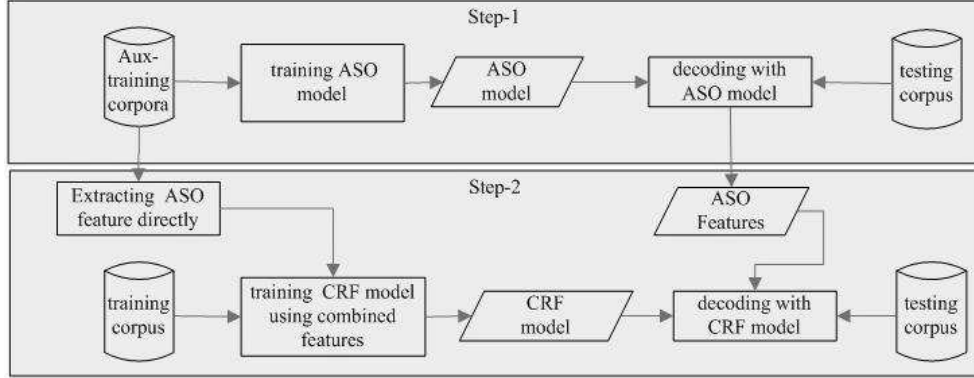 Step-1
Aux-
training
corpora
training ASO
model
ASO
model
decoding with
ASO model
testing
corpus
Step-2
Extracting ASO
feature directly
ASO
Features
training
corpus
training CRF model
using combined
features
CRF
model
decoding with
CRF model
testing
corpus